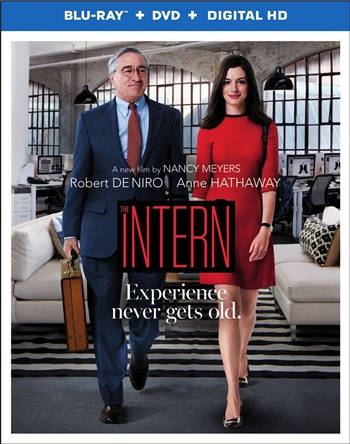 BLU-RAY™ + DVD + DIGITAL HD
A new film by NANCY MEYERS
Robert DE NIRO Anne HATHAWAY
THE
INTERN
Experience
never gets old.